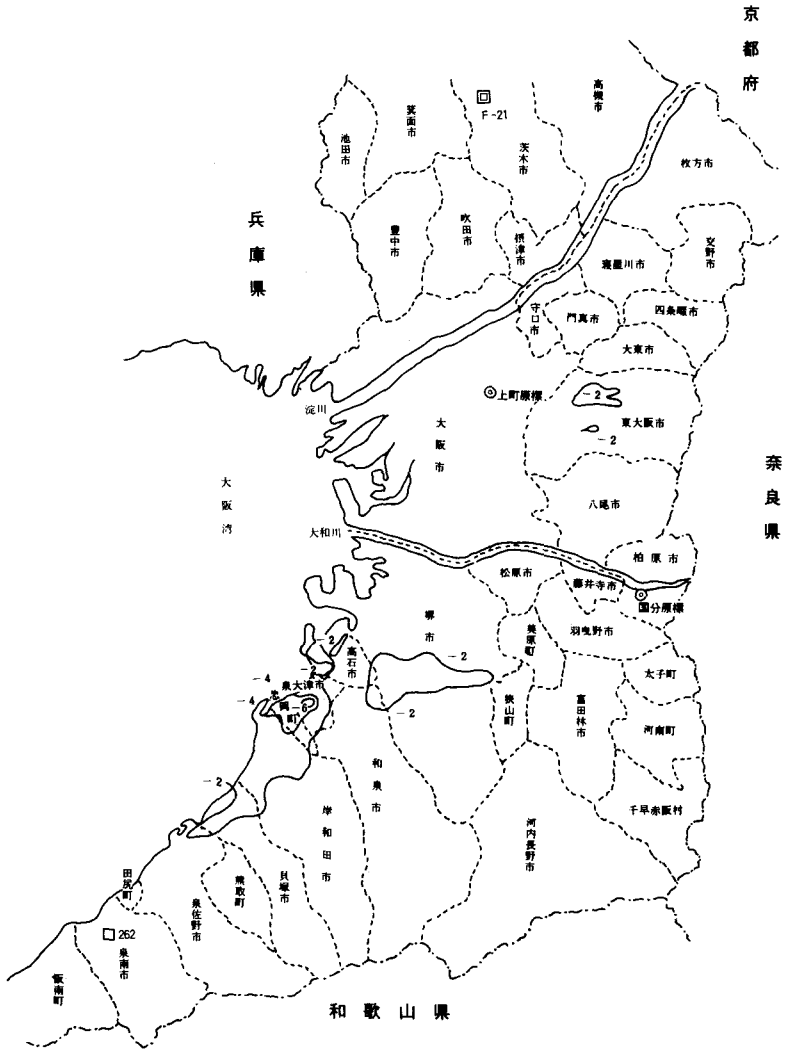 京都府
高槻市
F-21
箕面市
茨木市
池田市
枚方市
吹田市
兵庫県
豊中市
摂津市
交野市
寝屋川市
守口市
門真市
四条畷市
大東市
上町原標
-2
淀川
東大阪市
-2
大阪市
奈良県
大阪湾
八尾市
大和川
柏原市
松原市
藤井寺市
国分原標
堺市
美原町
羽曳野市
-2
高石市
-2
-2
太子町
-4
泉大津市
-4
忠岡町
-6
-2
狭山町
富田林市
河南町
和泉市
-2
岸和田市
千早赤阪村
河内長野市
田尻町
熊取町
貝塚市
泉佐野市
262
泉南市
阪南町
和歌山県